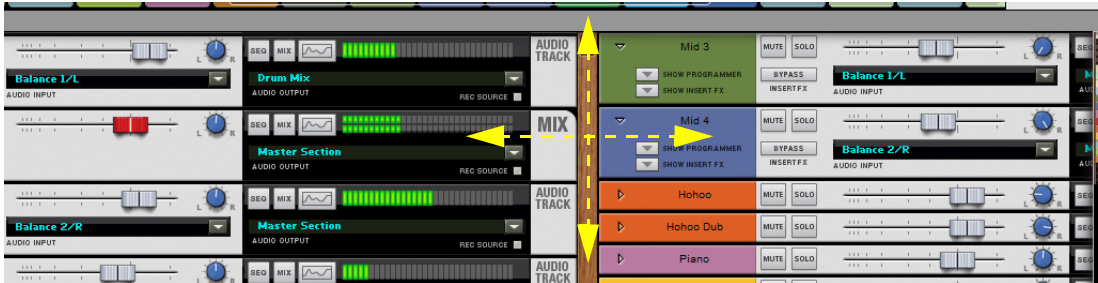 SEQ MIX AUDIO TRACK
L R
Balance 1/L
Drum Mix
AUDIO INPUT
AUDIO OUTPUT
REC SOURCE
SEQ MIX MIX
L R
Master Section
AUDIO OUTPUT
REC SOURCE
SEQ MIX AUDIO TRACK
L R
Balance 2/R
Master Section
AUDIO INPUT
AUDIO OUTPUT
REC SOURCE
SEQ MIX AUDIO TRACK
L R
Mid 3
MUTE SOLO
L R
SEQ
SHOW PROGRAMMER
BYPASS
Balance 1/L
SHOW INSERT FX
INSERT FX
AUDIO INPUT
Mid 4
MUTE SOLO
L R
SEQ
SHOW PROGRAMMER
BYPASS
Balance 2/R
SHOW INSERT FX
INSERT FX
AUDIO INPUT
Hohoo
MUTE SOLO
L R
SEQ
Hohoo Dub
MUTE SOLO
L R
SEQ
Piano
MUTE SOLO
L R
SEQ